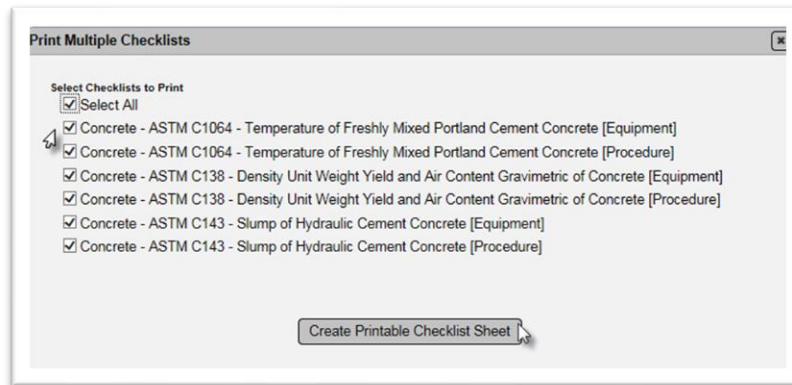 Print Multiple Checklists
Select Checklists to Print
Select All
Concrete - ASTM C1064 - Temperature of Freshly Mixed Portland Cement Concrete [Equipment]
Concrete - ASTM C1064 - Temperature of Freshly Mixed Portland Cement Concrete [Procedure]
Concrete - ASTM C138 - Density Unit Weight Yield and Air Content Gravimetric of Concrete [Equipment]
Concrete - ASTM C138 - Density Unit Weight Yield and Air Content Gravimetric of Concrete [Procedure]
Concrete - ASTM C143 - Slump of Hydraulic Cement Concrete [Equipment]
Concrete - ASTM C143 - Slump of Hydraulic Cement Concrete [Procedure]
Create Printable Checklist Sheet